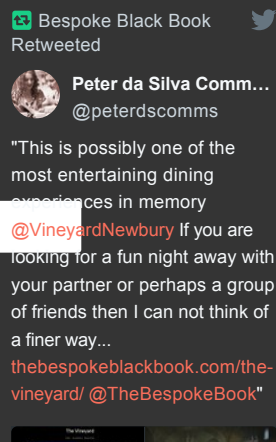 Bespoke Black Book
Retweeted
Peter da Silva Comm...
@peterdscomms
"This is possibly one of the
most entertaining dining
experiences in memory
@VineyardNewbury If you are
looking for a fun night away with
your partner or perhaps a group
of friends then I can not think of
a finer way...
thebespokeblackbook.com/the-
vineyard/ @TheBespokeBook"
The Vineyard